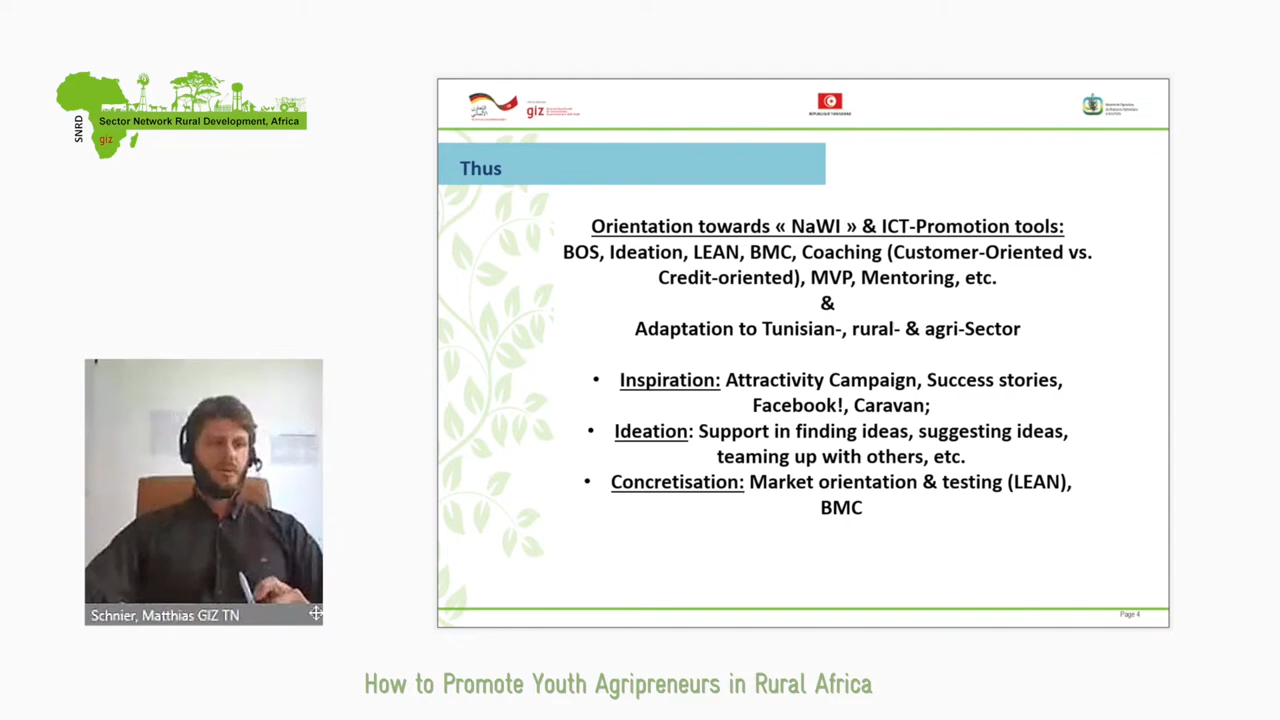 SNRD
Sector Network Rural Development, Africa
giz
giz
REPUBLIQUE TUNISIENNE
Thus
Orientation towards « NaWI » & ICT-Promotion tools:
BOS, Ideation, LEAN, BMC, Coaching (Customer-Oriented vs.
Credit-oriented), MVP, Mentoring, etc.
&
Adaptation to Tunisian-, rural- & agri-Sector
• Inspiration: Attractivity Campaign, Success stories,
Facebook!, Caravan;
• Ideation: Support in finding ideas, suggesting ideas,
teaming up with others, etc.
• Concretisation: Market orientation & testing (LEAN),
BMC
Page 4
Schnier, Matthias GIZ TN
How to Promote Youth Agripreneurs in Rural Africa